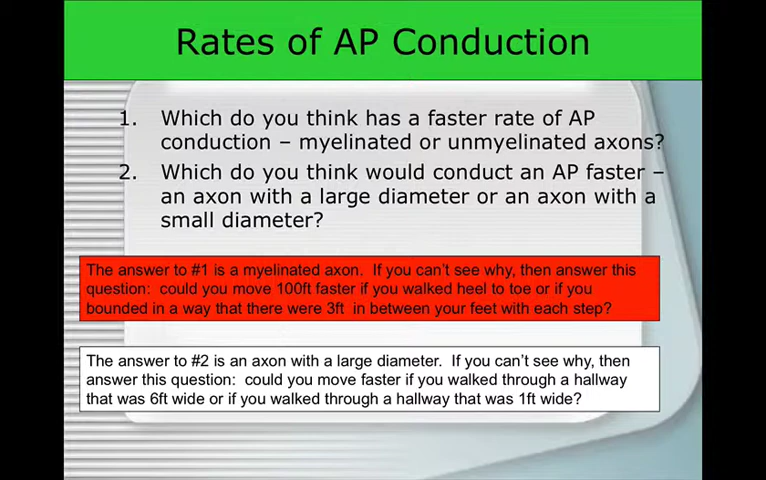 Rates of AP Conduction
1. Which do you think has a faster rate of AP
conduction – myelinated or unmyelinated axons?
2. Which do you think would conduct an AP faster –
an axon with a large diameter or an axon with a
small diameter?
The answer to #1 is a myelinated axon.  If you can't see why, then answer this
question:  could you move 100ft faster if you walked heel to toe or if you
bounded in a way that there were 3ft  in between your feet with each step?
The answer to #2 is an axon with a large diameter.  If you can't see why, then
answer this question:  could you move faster if you walked through a hallway
that was 6ft wide or if you walked through a hallway that was 1ft wide?